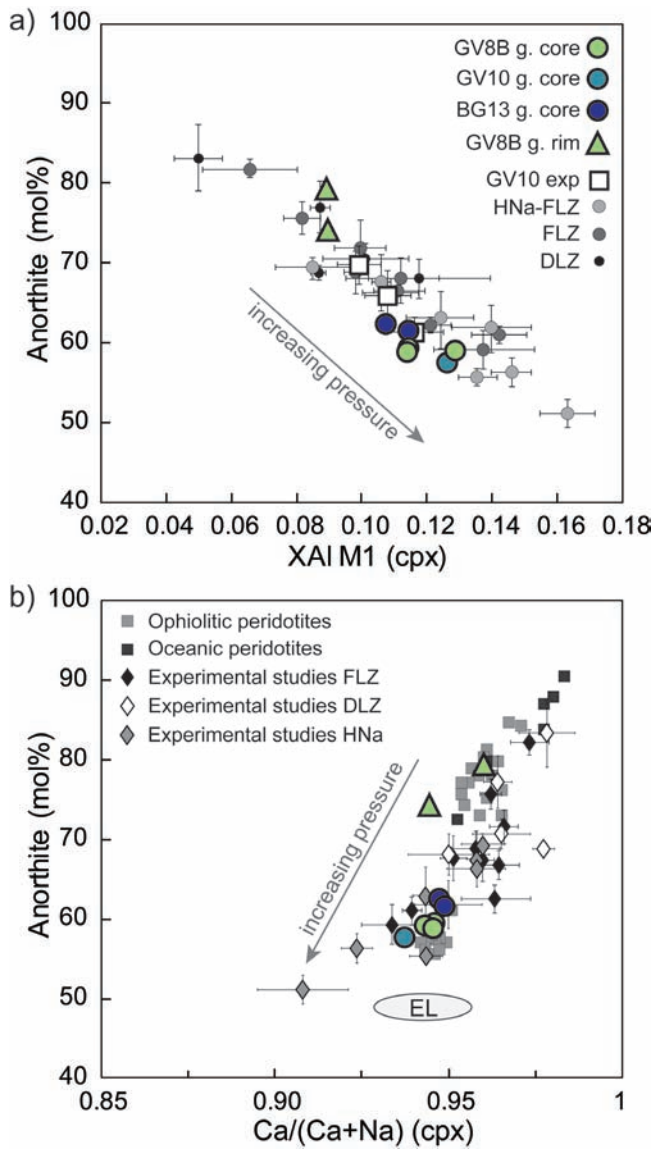 a)
100
90
80
70
60
50
40
Anorthite (mol%)
GV8B g. core
GV10 g. core
BG13 g. core
GV8B g. rim
GV10 exp
HNa-FLZ
FLZ
DLZ
increasing pressure
0.02 0.04 0.06 0.08 0.10 0.12 0.14 0.16 0.18
XAl M1 (cpx)
b)
100
90
80
70
60
50
40
Anorthite (mol%)
Ophiolitic peridotites
Oceanic peridotites
Experimental studies FLZ
Experimental studies DLZ
Experimental studies HNa
increasing pressure
EL
0.85 0.90 0.95 1
Ca/(Ca+Na) (cpx)